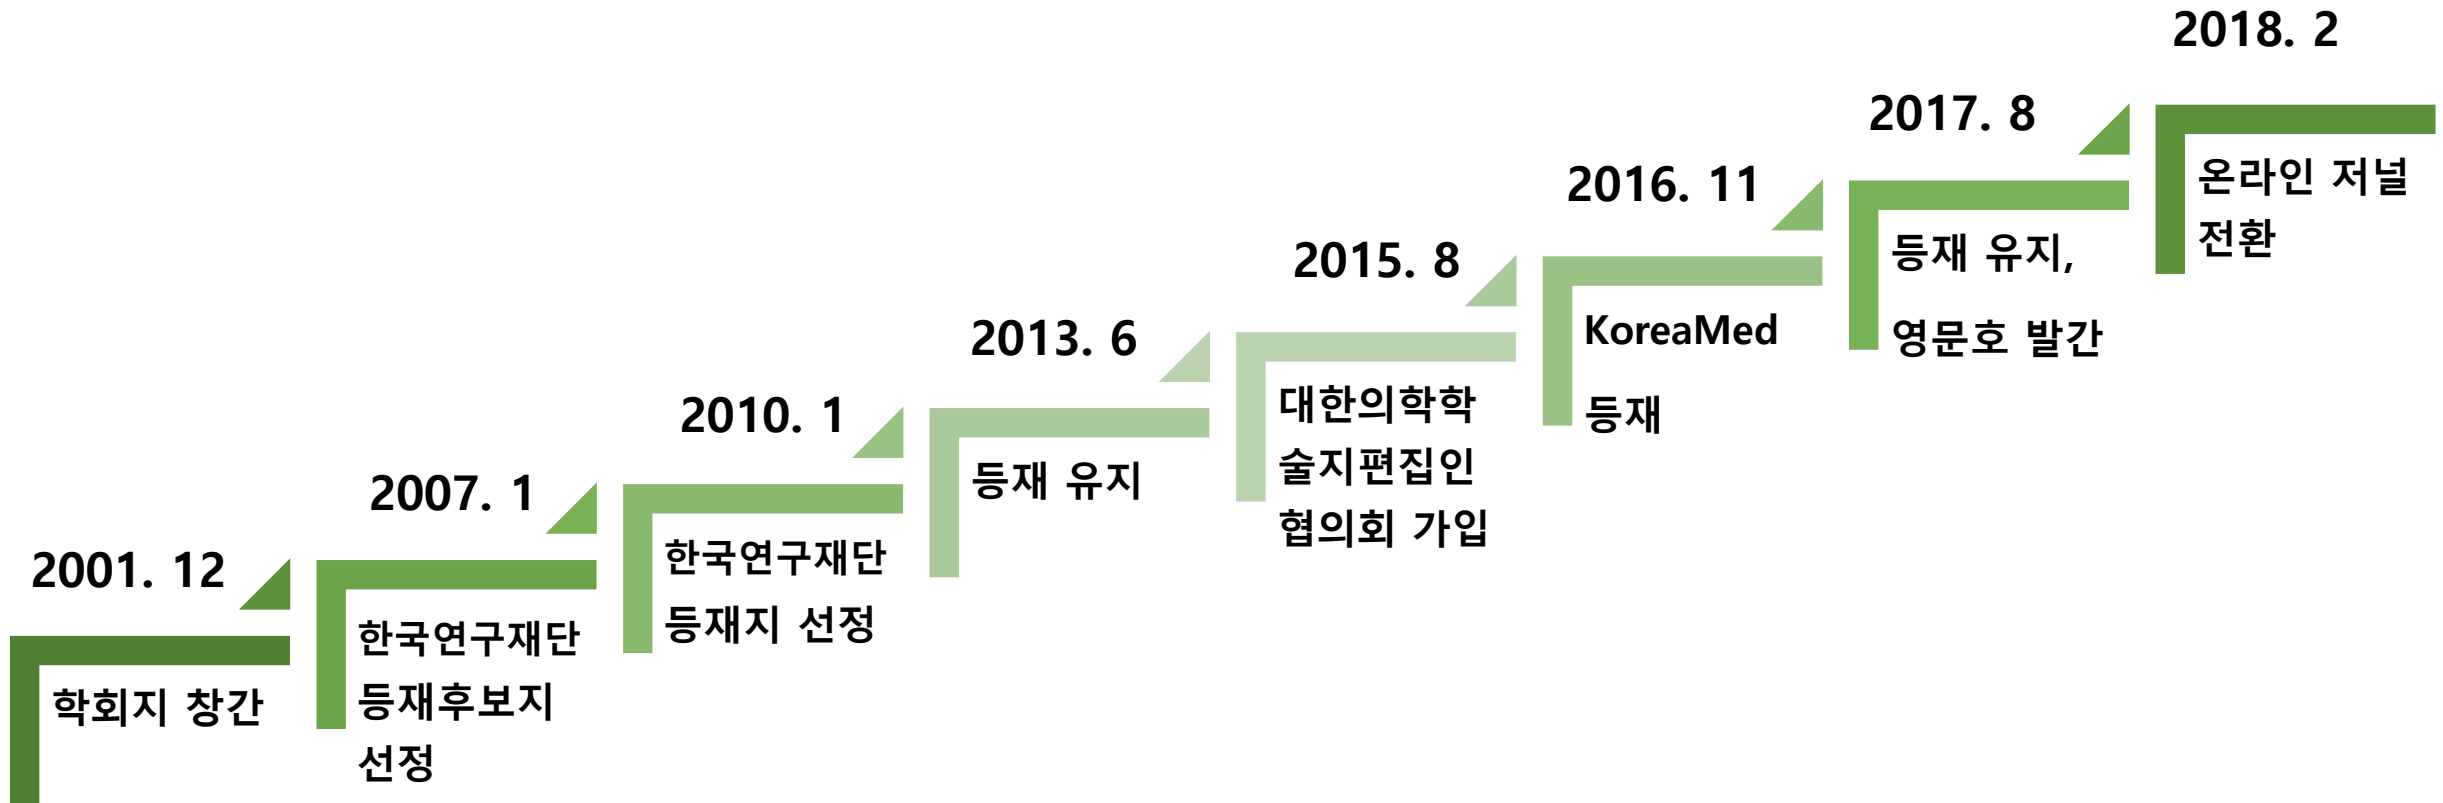 2001. 12
학회지 창간
2007. 1
한국연구재단
등재후보지
선정
2010. 1
한국연구재단
등재지 선정
2013. 6
등재 유지
2015. 8
대한의학학
술지편집인
협의회 가입
2016. 11
KoreaMed
등재
2017. 8
등재 유지,
영문호 발간
2018. 2
온라인 저널
전환